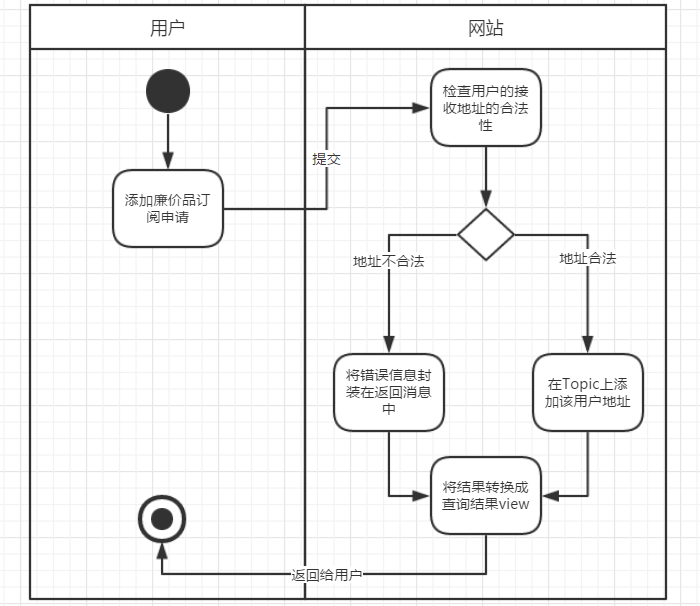 用户
网站
检查用户的接
收地址的合法
性
提交
添加廉价品订
阅申请
地址不合法
地址合法
将错误信息封
装在返回消息
中
在Topic上添
加该用户地址
将结果转换成
查询结果view
返回给用户